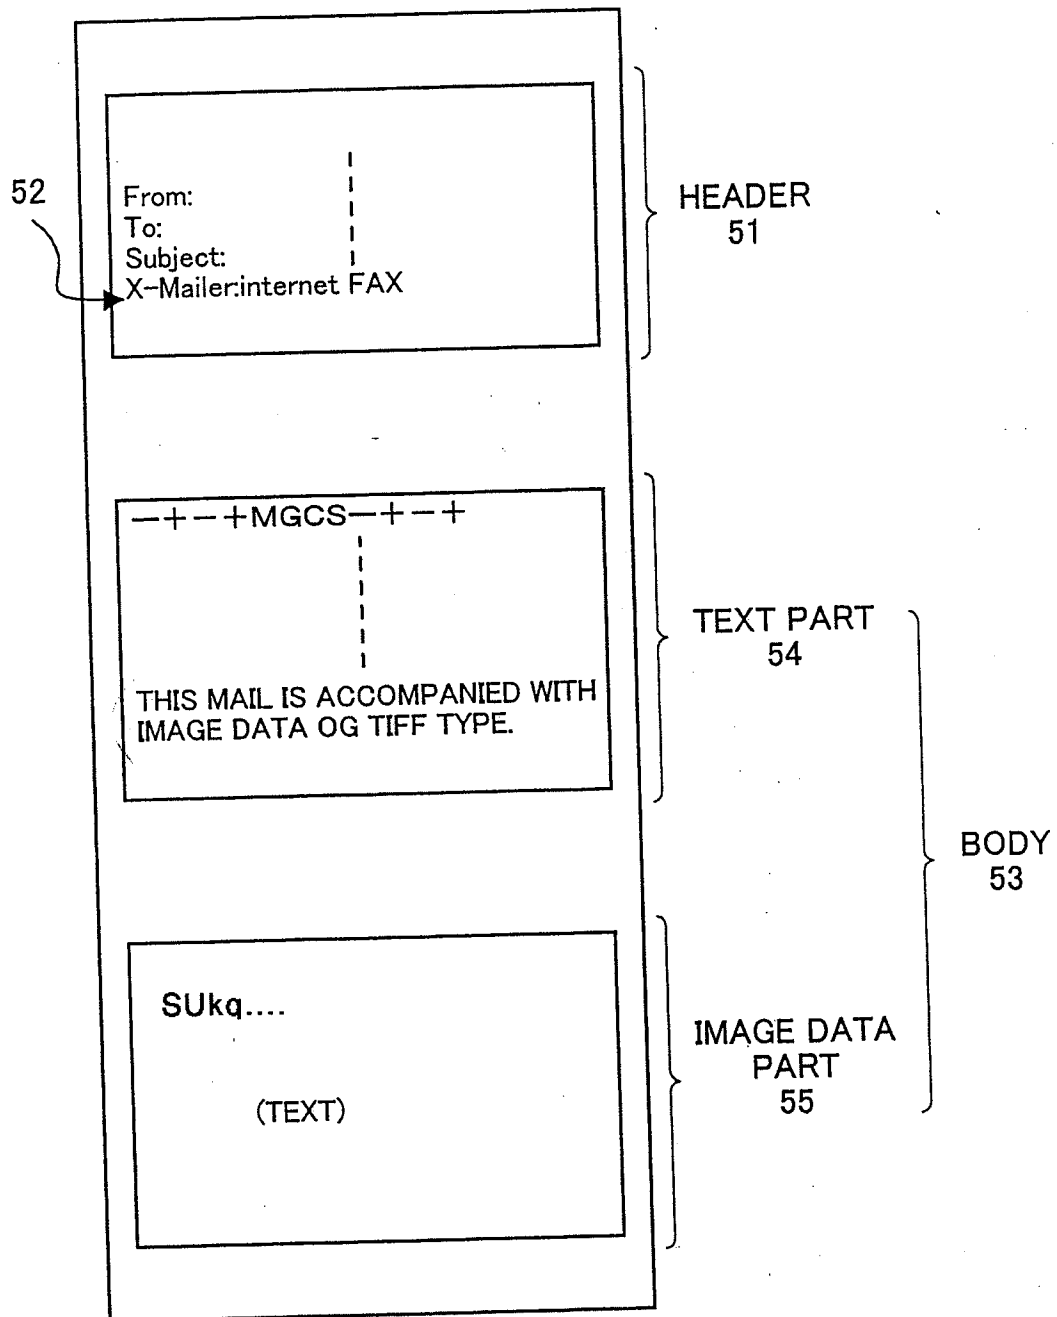 52
From:
To:
Subject:
X-Mailer:internet FAX
HEADER
51
-+-+MGCS-+-+
THIS MAIL IS ACCOMPANIED WITH
IMAGE DATA OG TIFF TYPE.
TEXT PART
54
BODY
53
SUkq....
(TEXT)
IMAGE DATA
PART
55